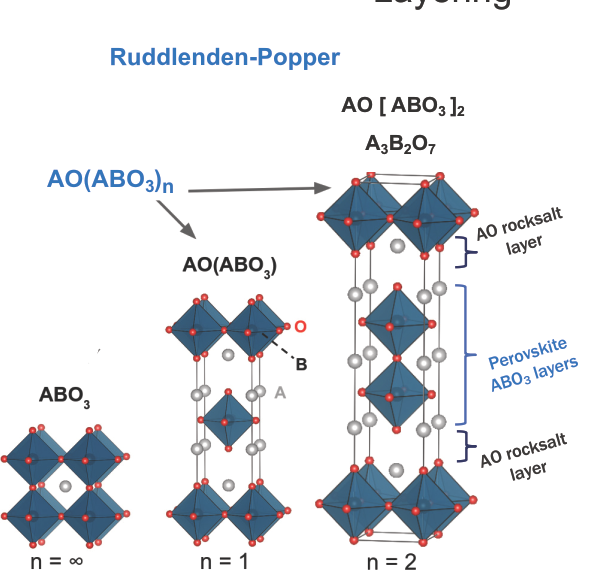 Layering
Ruddlenden-Popper
AO [ ABO₃ ]₂
A₃B₂O₇
AO(ABO₃)n
AO rocksalt
layer
AO(ABO₃)
O
B
Perovskite
ABO₃ layers
A
ABO₃
AO rocksalt
layer
n = ∞
n = 1
n = 2